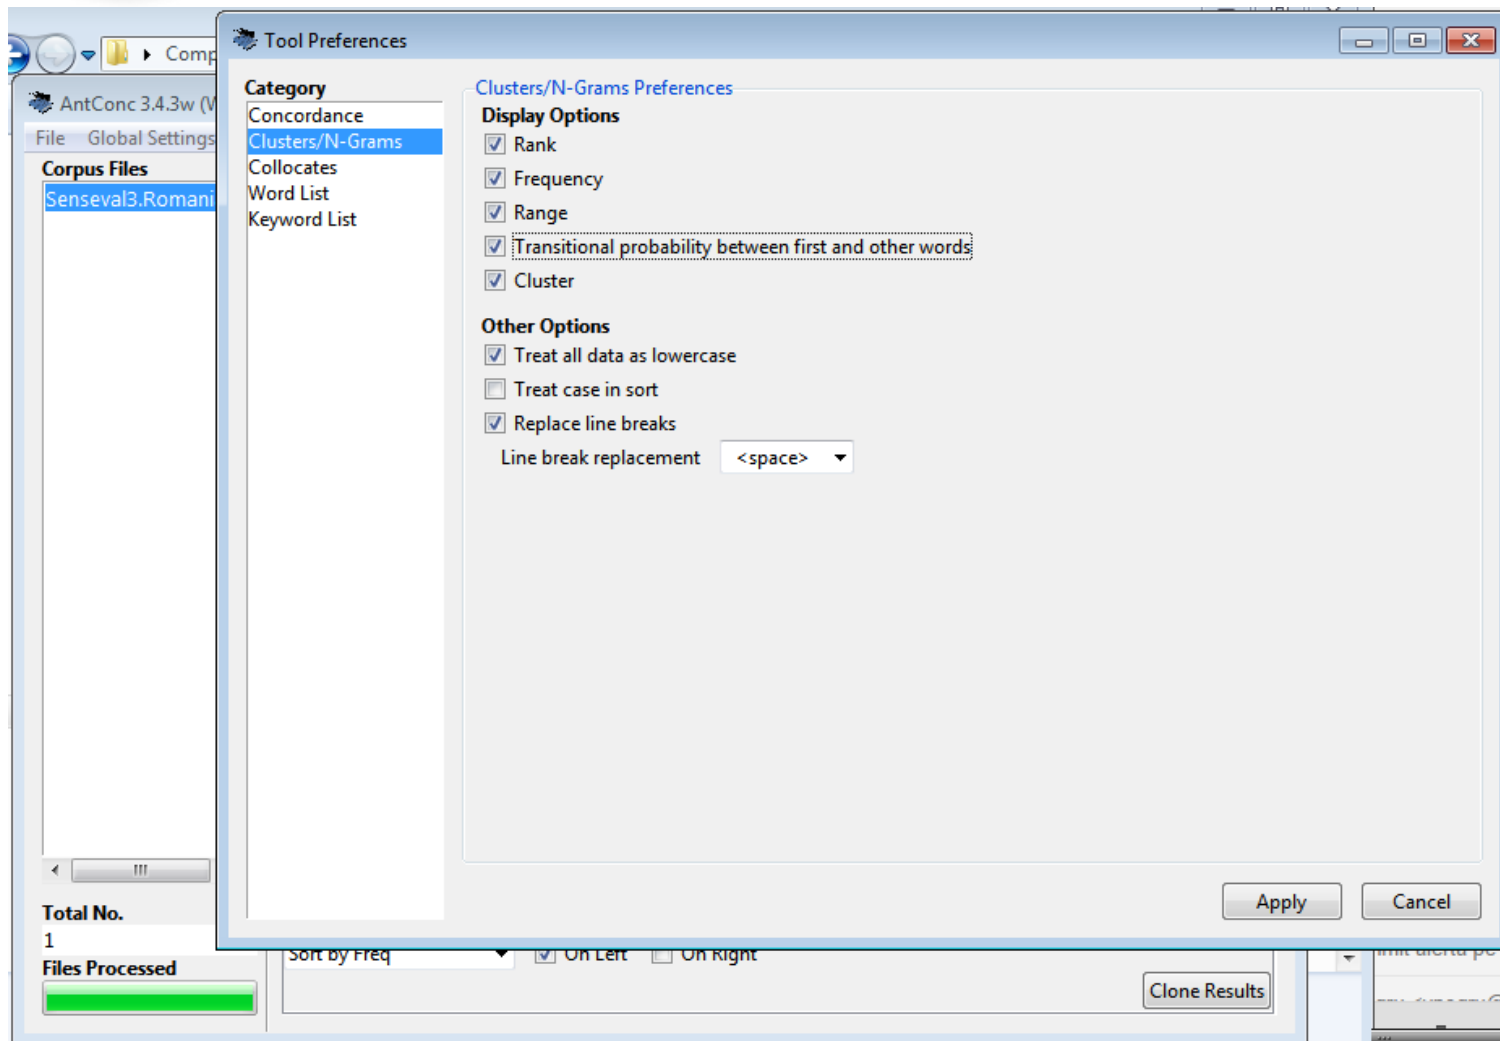 Comp
Tool Preferences
AntConc 3.4.3w (W
File Global Settings
Corpus Files
Senseval3.Romani
Category
Concordance
Clusters/N-Grams
Collocates
Word List
Keyword List
Clusters/N-Grams Preferences
Display Options
Rank
Frequency
Range
Transitional probability between first and other words
Cluster
Other Options
Treat all data as lowercase
Treat case in sort
Replace line breaks
Line break replacement <space>
Apply Cancel
Total No.
1
Files Processed
Sort by Freq On Left On Right
Clone Results